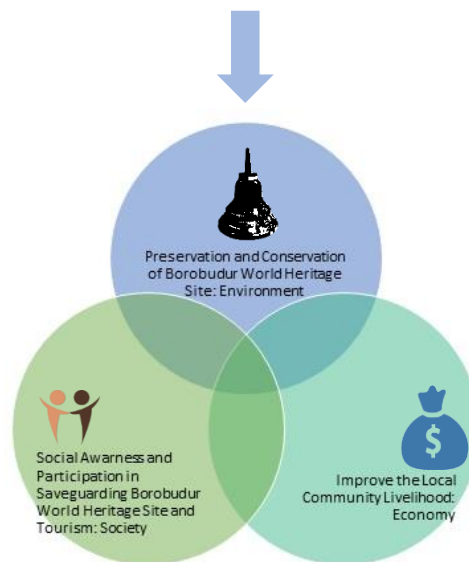 Preservation and Conservation
of Borobudur World Heritage
Site: Environment
Social Awarness and
Participation in
Saveguarding Borobudur
World Heritage Site and
Tourism: Society
$
Improve the Local
Community Livelihood:
Economy